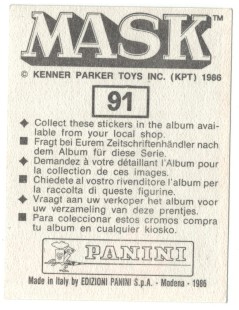 MASK™
© KENNER PARKER TOYS INC. (KPT) 1986
91
◆ Collect these stickers in the album avai-
lable from your local shop.
■ Fragt bei Eurem Zeitschriftenhändler nach
dem Album für diese Serie.
◆ Demandez à votre détaillant l'Album pour
la collection de ces images.
■ Chiedete al vostro rivenditore l'album per
la raccolta di queste figurine.
◆ Vraagt aan uw verkoper het album voor
uw verzameling van deze prentjes.
■ Para coleccionar estos cromos compra
tu album en cualquier kiosko.
PANINI
Made in Italy by EDIZIONI PANINI S.p.A. - Modena - 1986